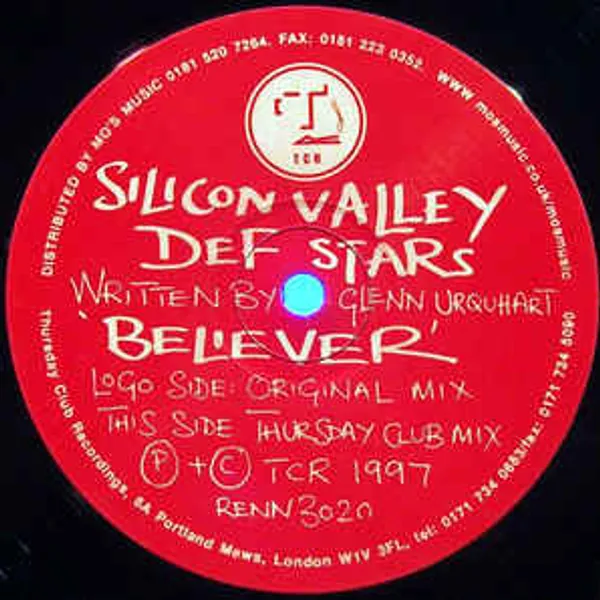 DISTRIBUTED BY MO'S MUSIC 0181 520 7264. FAX: 0181 223 0352. www.mosmusic.co.uk/mosmusic
TCR
SILICON VALLEY
DEF STARS
WRITTEN BY GLENN URQUHART
'BELIEVER'
LOGO SIDE: ORIGINAL MIX
THIS SIDE THURSDAY CLUB MIX
Ⓟ + © TCR 1997
RENN3020
Thursday Club Recordings, 8A Portland Mews, London W1V 3FL, tel: 0171 734 0663/fax: 0171 734 5090